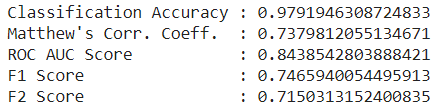 Classification Accuracy : 0.9791946308724833
Matthew's Corr. Coeff.  : 0.7379812055134671
ROC AUC Score           : 0.8438542803888421
F1 Score                : 0.7465940054495913
F2 Score                : 0.7150313152400835